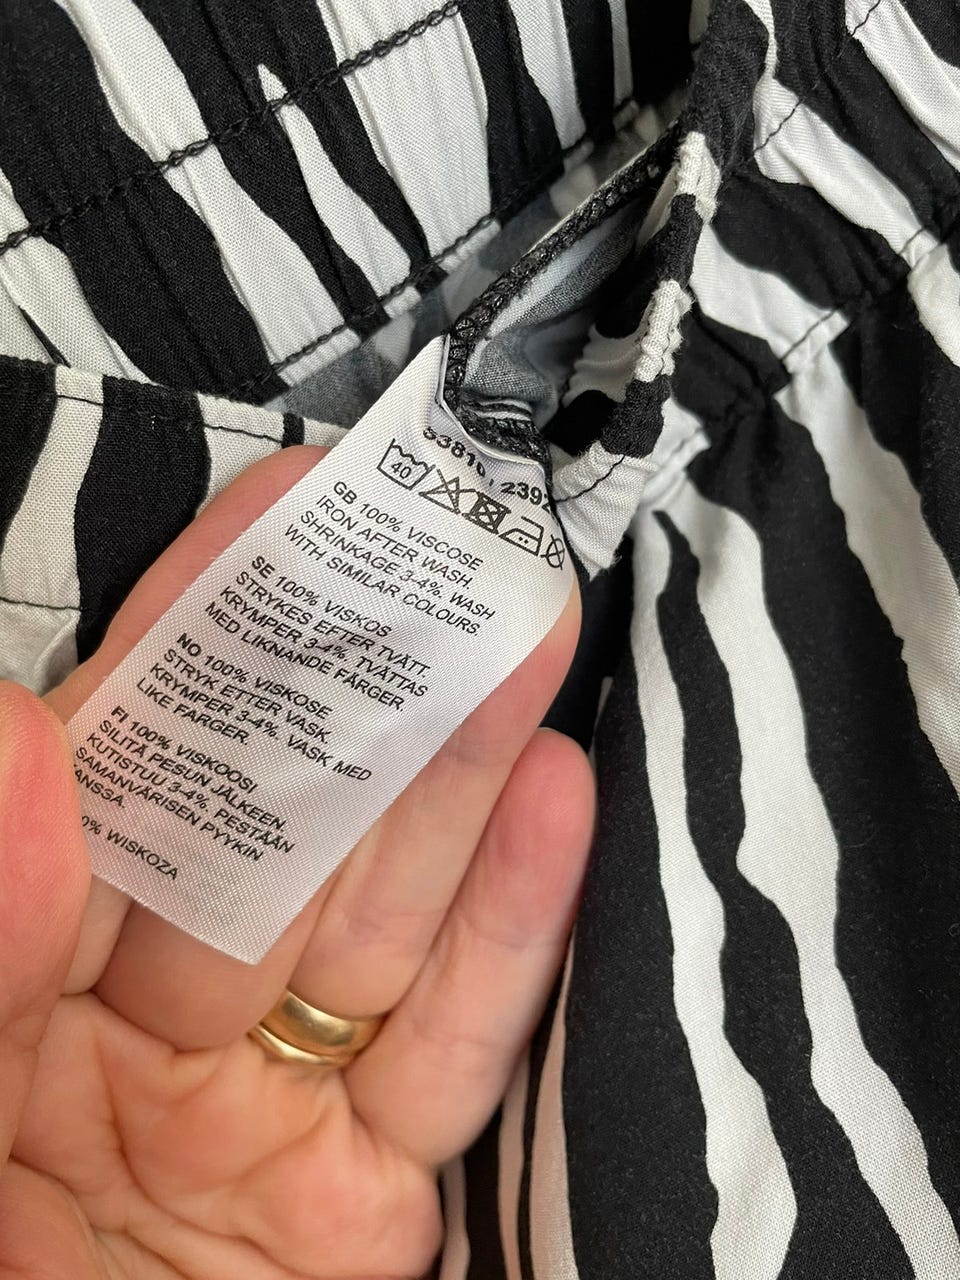 40
GB 100% VISCOSE
IRON AFTER WASH.
SHRINKAGE 3-4%. WASH
WITH SIMILAR COLOURS.
SE 100% VISKOS
STRYKES EFTER TVÄTT.
KRYMPER 3-4%. TVÄTTAS
MED LIKNANDE FÄRGER.
NO 100% VISKOSE.
STRYK ETTER VASK.
KRYMPER 3-4%. VASK MED
LIKE FARGER.
FI 100% VISKOOSI
SILITÄ PESUN JÄLKEEN.
KUTISTUU 3-4%. PESTÄÄN
SAMANVÄRISEN PYYKIN
ANSSA.
0% WISKOZA